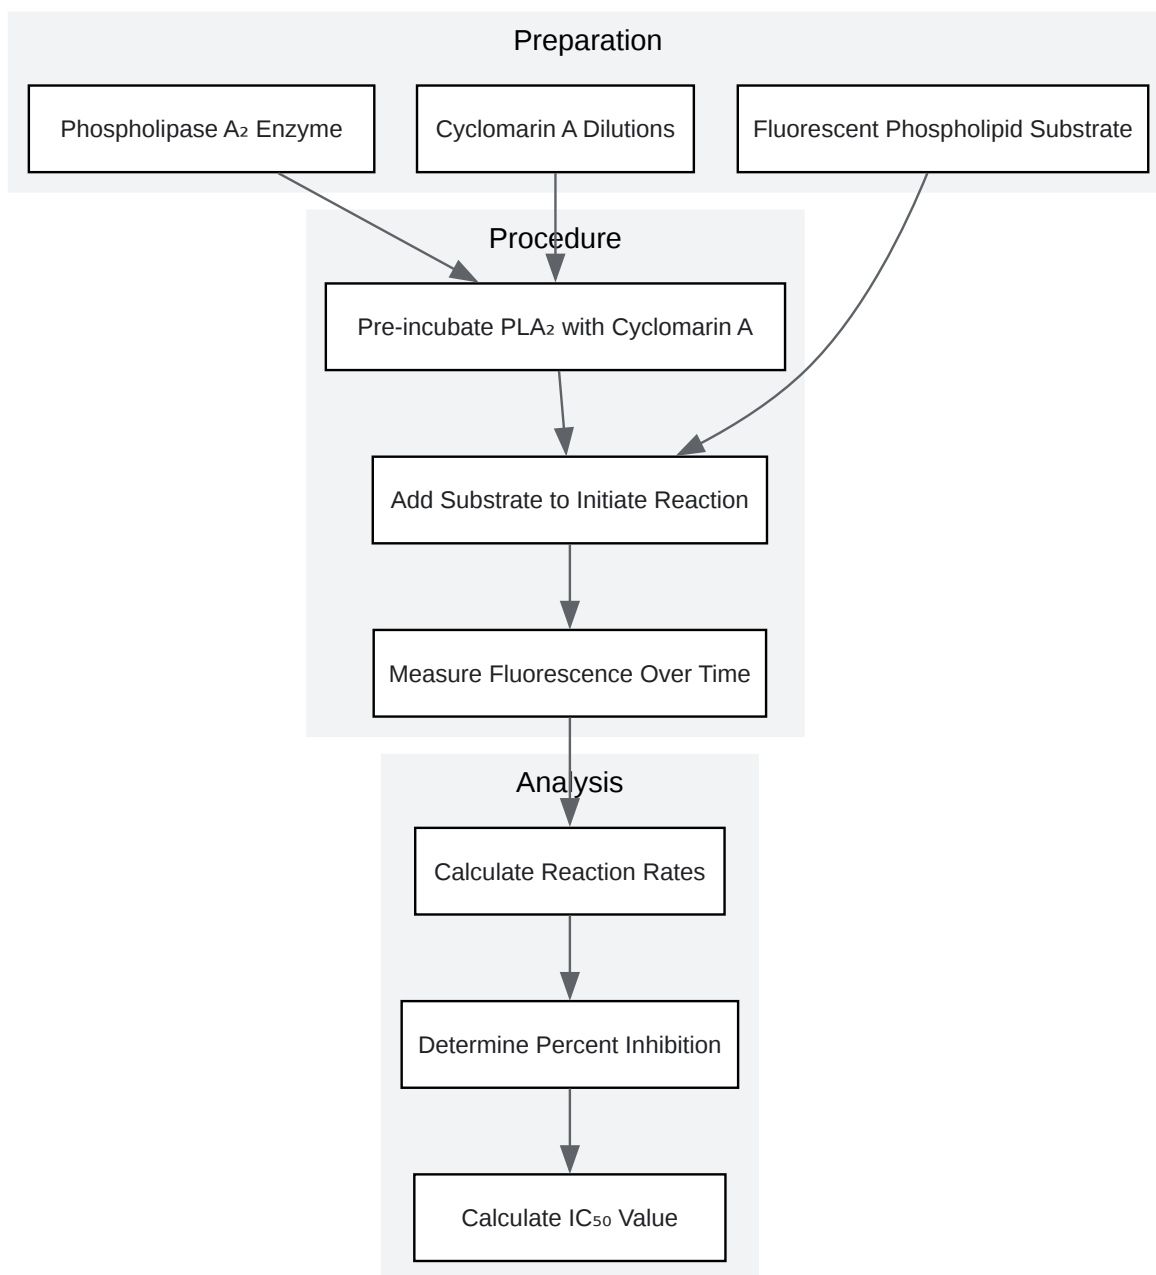 Preparation
Phospholipase A₂ Enzyme
Cyclomarin A Dilutions
Fluorescent Phospholipid Substrate
Procedure
Pre-incubate PLA₂ with Cyclomarin A
Add Substrate to Initiate Reaction
Measure Fluorescence Over Time
Analysis
Calculate Reaction Rates
Determine Percent Inhibition
Calculate IC₅₀ Value